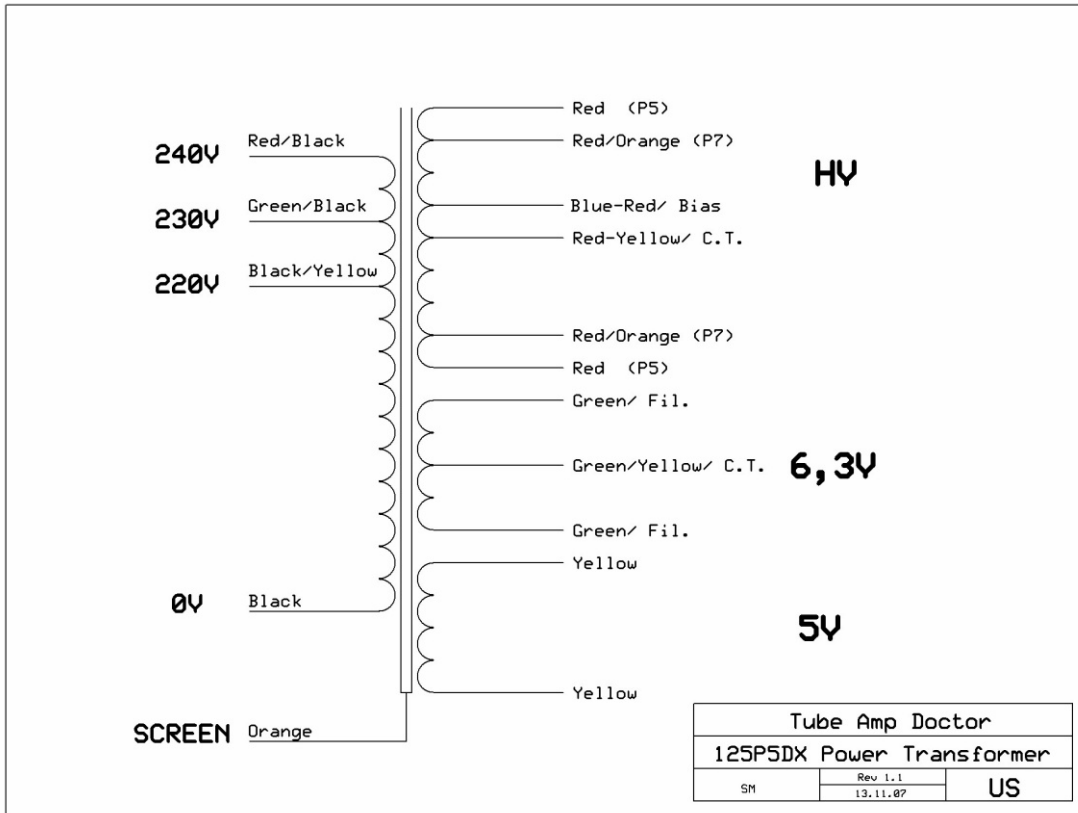 240V
Red/Black
230V
Green/Black
220V
Black/Yellow
0V
Black
SCREEN
Orange
Red (P5)
Red/Orange (P7)
HV
Blue-Red/ Bias
Red-Yellow/ C.T.
Red/Orange (P7)
Red (P5)
Green/ Fil.
Green/Yellow/ C.T.
6,3V
Green/ Fil.
Yellow
5V
Yellow
Tube Amp Doctor
125P5DX Power Transformer
SM
Rev 1.1
13.11.07
US